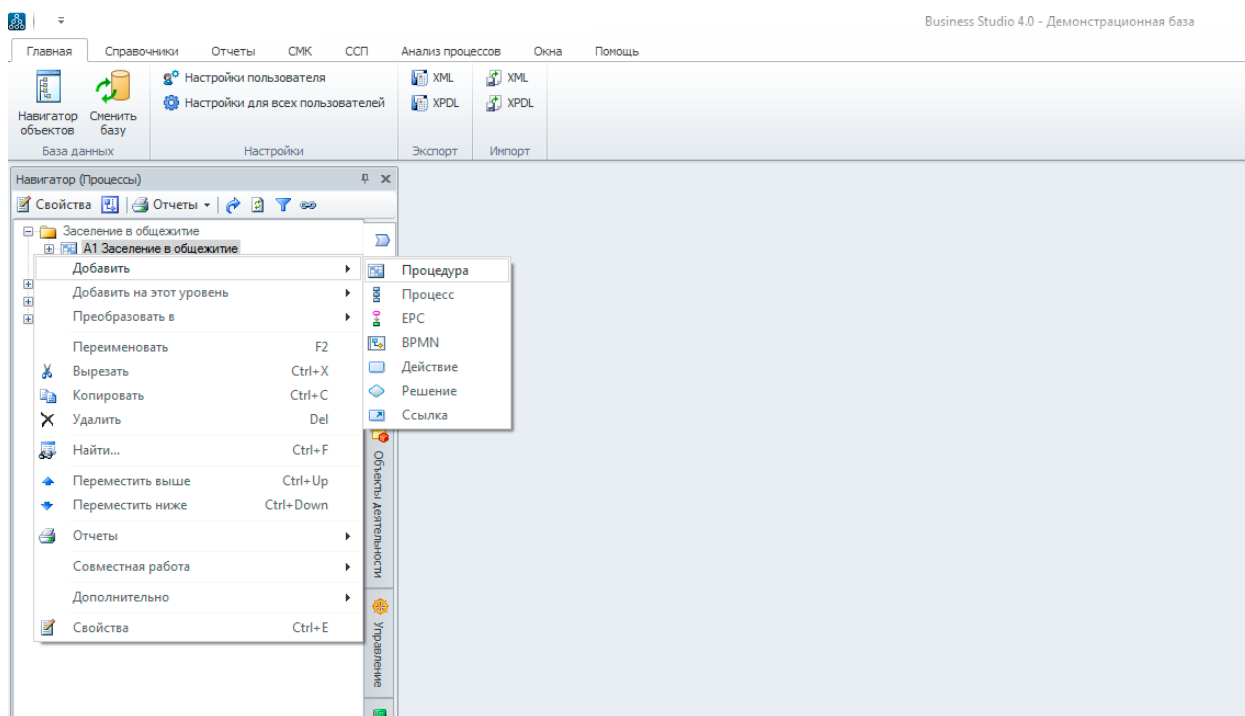 Business Studio 4.0 - Демонстрационная база
Главная Справочники Отчеты СМК ССП Анализ процессов Окна Помощь
Навигатор объектов
Сменить базу
База данных
Настройки пользователя
Настройки для всех пользователей
Настройки
XML
XPDL
Экспорт
XML
XPDL
Импорт
Навигатор (Процессы)
Свойства Отчеты
Заселение в общежитие
A1 Заселение в общежитие
Добавить
Добавить на этот уровень
Преобразовать в
Переименовать F2
Вырезать Ctrl+X
Копировать Ctrl+C
Удалить Del
Найти... Ctrl+F
Переместить выше Ctrl+Up
Переместить ниже Ctrl+Down
Отчеты
Совместная работа
Дополнительно
Свойства Ctrl+E
Процедура
Процесс
EPC
BPMN
Действие
Решение
Ссылка
Объекты деятельности
Управление